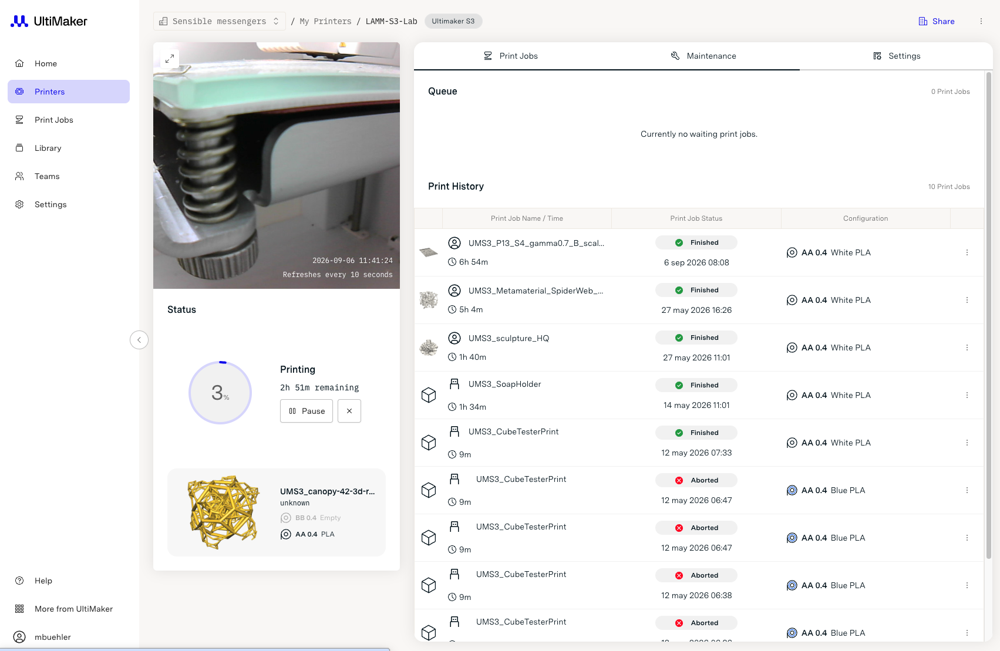 UltiMaker
Home
Printers
Print Jobs
Library
Teams
Settings
Help
More from UltiMaker
mbuehler
Sensible messengers / My Printers / LAMM-S3-Lab Ultimaker S3
Share
2026-09-06 11:41:24
Refreshes every 10 seconds
Status
3%
Printing
2h 51m remaining
Pause
UMS3_canopy-42-3d-r...
unknown
BB 0.4 Empty
AA 0.4 PLA
Print Jobs Maintenance Settings
Queue 0 Print Jobs
Currently no waiting print jobs.
Print History 10 Print Jobs
Print Job Name / Time Print Job Status Configuration
UMS3_P13_S4_gamma0.7_B_scal... Finished
6h 54m 6 sep 2026 08:08 AA 0.4 White PLA
UMS3_Metamaterial_SpiderWeb_... Finished
5h 4m 27 may 2026 16:26 AA 0.4 White PLA
UMS3_sculpture_HQ Finished
1h 40m 27 may 2026 11:01 AA 0.4 White PLA
UMS3_SoapHolder Finished
1h 34m 14 may 2026 11:01 AA 0.4 White PLA
UMS3_CubeTesterPrint Finished
9m 12 may 2026 07:33 AA 0.4 White PLA
UMS3_CubeTesterPrint Aborted
9m 12 may 2026 06:47 AA 0.4 Blue PLA
UMS3_CubeTesterPrint Aborted
9m 12 may 2026 06:47 AA 0.4 Blue PLA
UMS3_CubeTesterPrint Aborted
9m 12 may 2026 06:38 AA 0.4 Blue PLA
UMS3_CubeTesterPrint Aborted
AA 0.4 Blue PLA